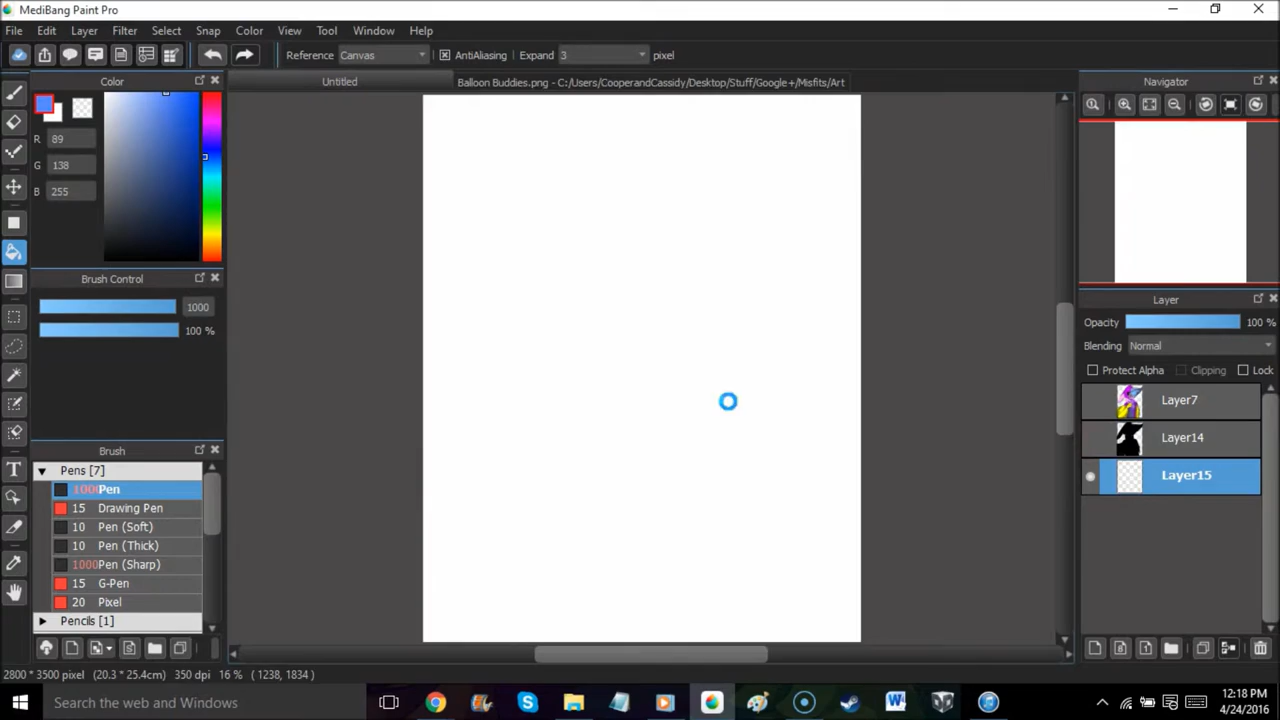 MediBang Paint Pro
File Edit Layer Filter Select Snap Color View Tool Window Help
Reference Canvas AntiAliasing Expand 3 pixel
Color
Untitled
Balloon Buddies.png - C:/Users/CooperandCassidy/Desktop/Stuff/Google+/Misfits/Art
Navigator
R 89
G 138
B 255
Brush Control
1000
100 %
Layer
Opacity 100 %
Blending Normal
Protect Alpha Clipping Lock
Layer7
Layer14
Layer15
Brush
Pens [7]
1000 Pen
15 Drawing Pen
10 Pen (Soft)
10 Pen (Thick)
1000 Pen (Sharp)
15 G-Pen
20 Pixel
Pencils [1]
2800 * 3500 pixel (20.3 * 25.4cm) 350 dpi 16 % ( 1238, 1834 )
Search the web and Windows
12:18 PM
4/24/2016